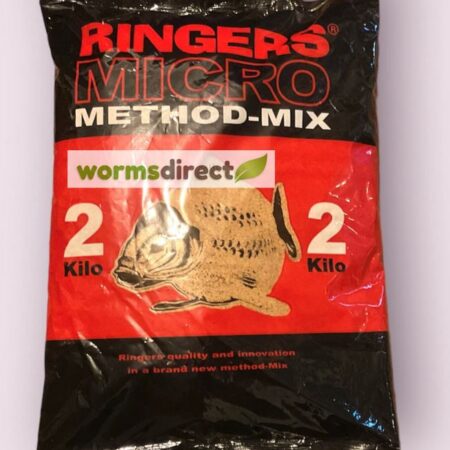 RINGERS®
MICRO
METHOD-MIX
wormsdirect
2
Kilo
2
Kilo
Ringers quality and innovation
in a brand new method-Mix